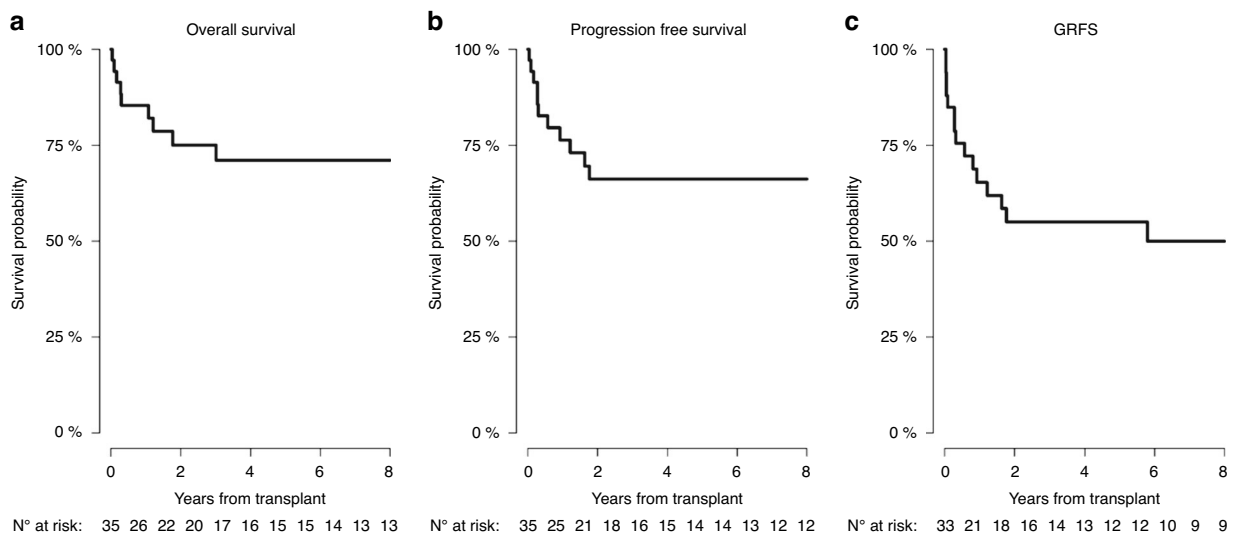 a
Overall survival
100 %
75 %
50 %
25 %
0 %
Survival probability
0 2 4 6 8
Years from transplant
N° at risk: 35 26 22 20 17 16 15 15 14 13 13
b
Progression free survival
100 %
75 %
50 %
25 %
0 %
Survival probability
0 2 4 6 8
Years from transplant
N° at risk: 35 25 21 18 16 15 14 14 13 12 12
c
GRFS
100 %
75 %
50 %
25 %
0 %
Survival probability
0 2 4 6 8
Years from transplant
N° at risk: 33 21 18 16 14 13 12 12 10 9 9